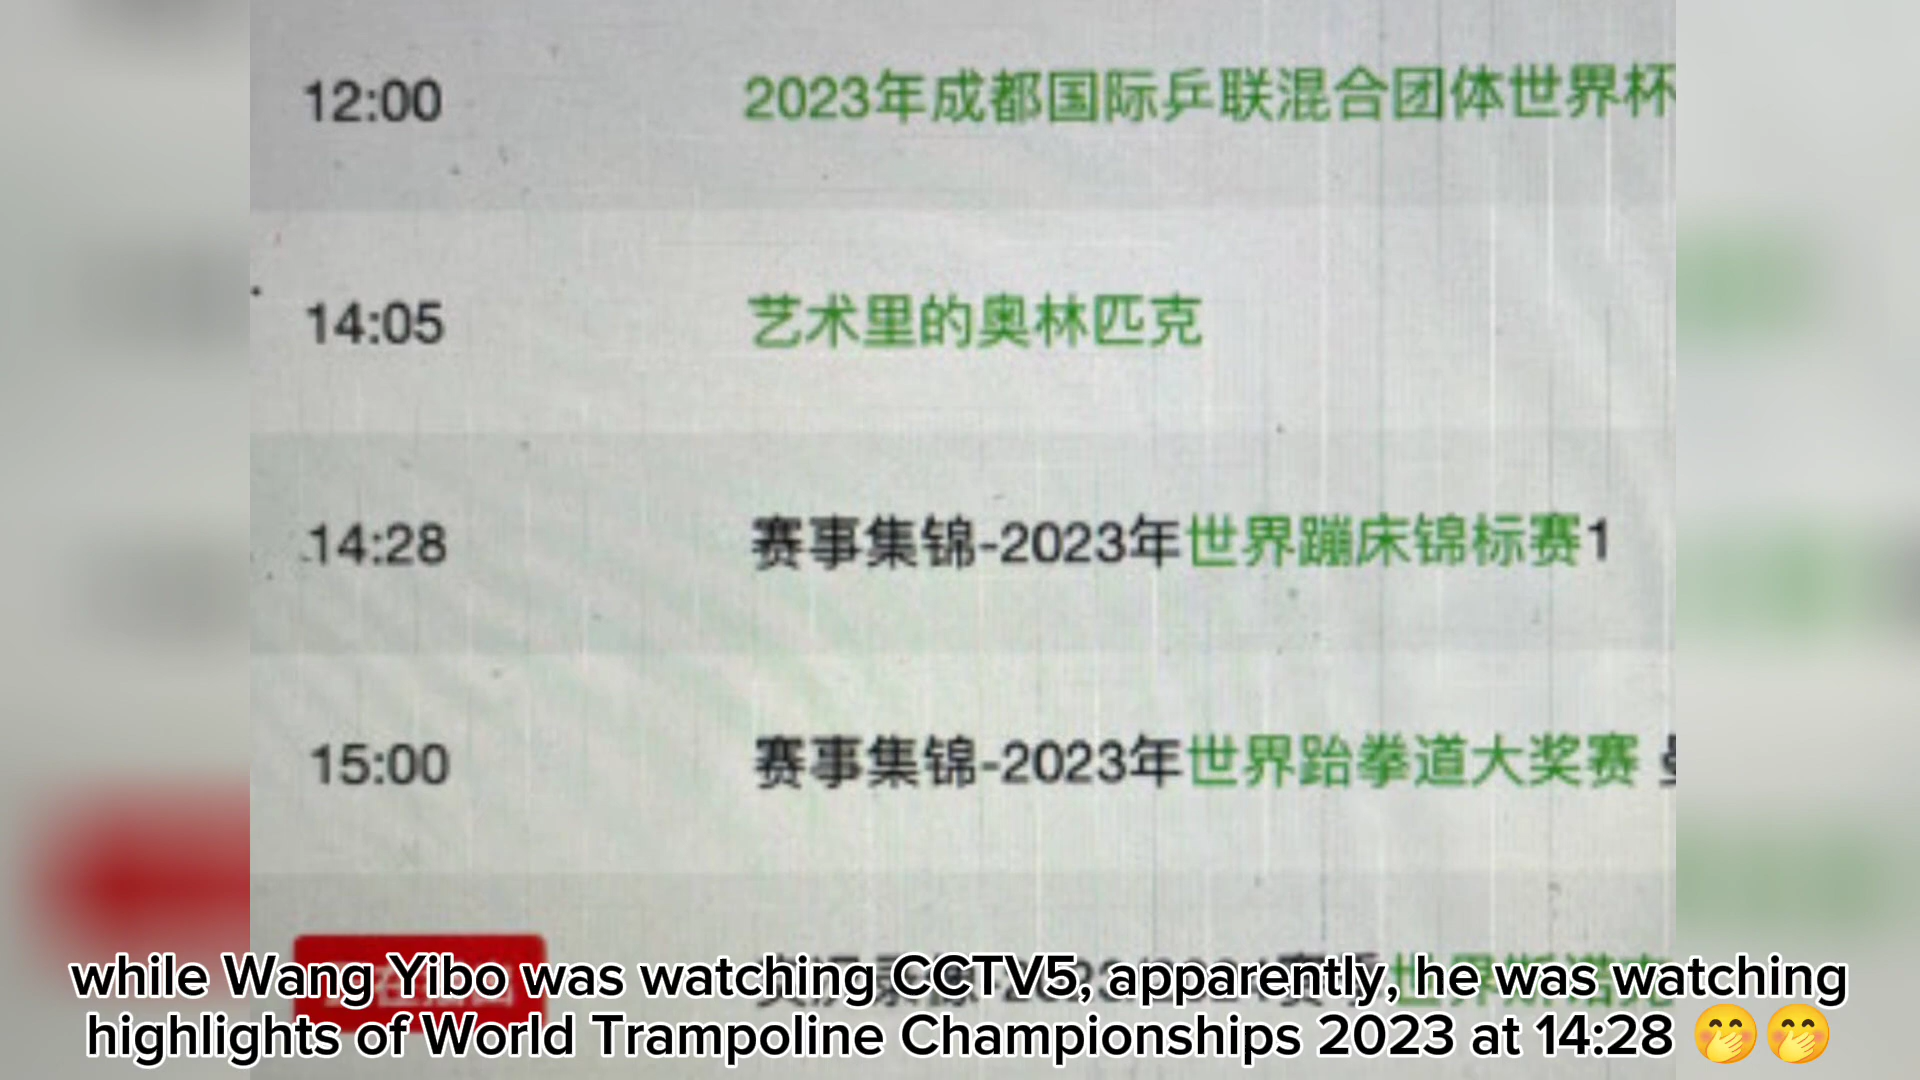 12:00 2023年成都国际乒联混合团体世界杯
14:05 艺术里的奥林匹克
14:28 赛事集锦-2023年世界蹦床锦标赛1
15:00 赛事集锦-2023年世界跆拳道大奖赛
while Wang Yibo was watching CCTV5, apparently, he was watching
highlights of World Trampoline Championships 2023 at 14:28 🤭🤭